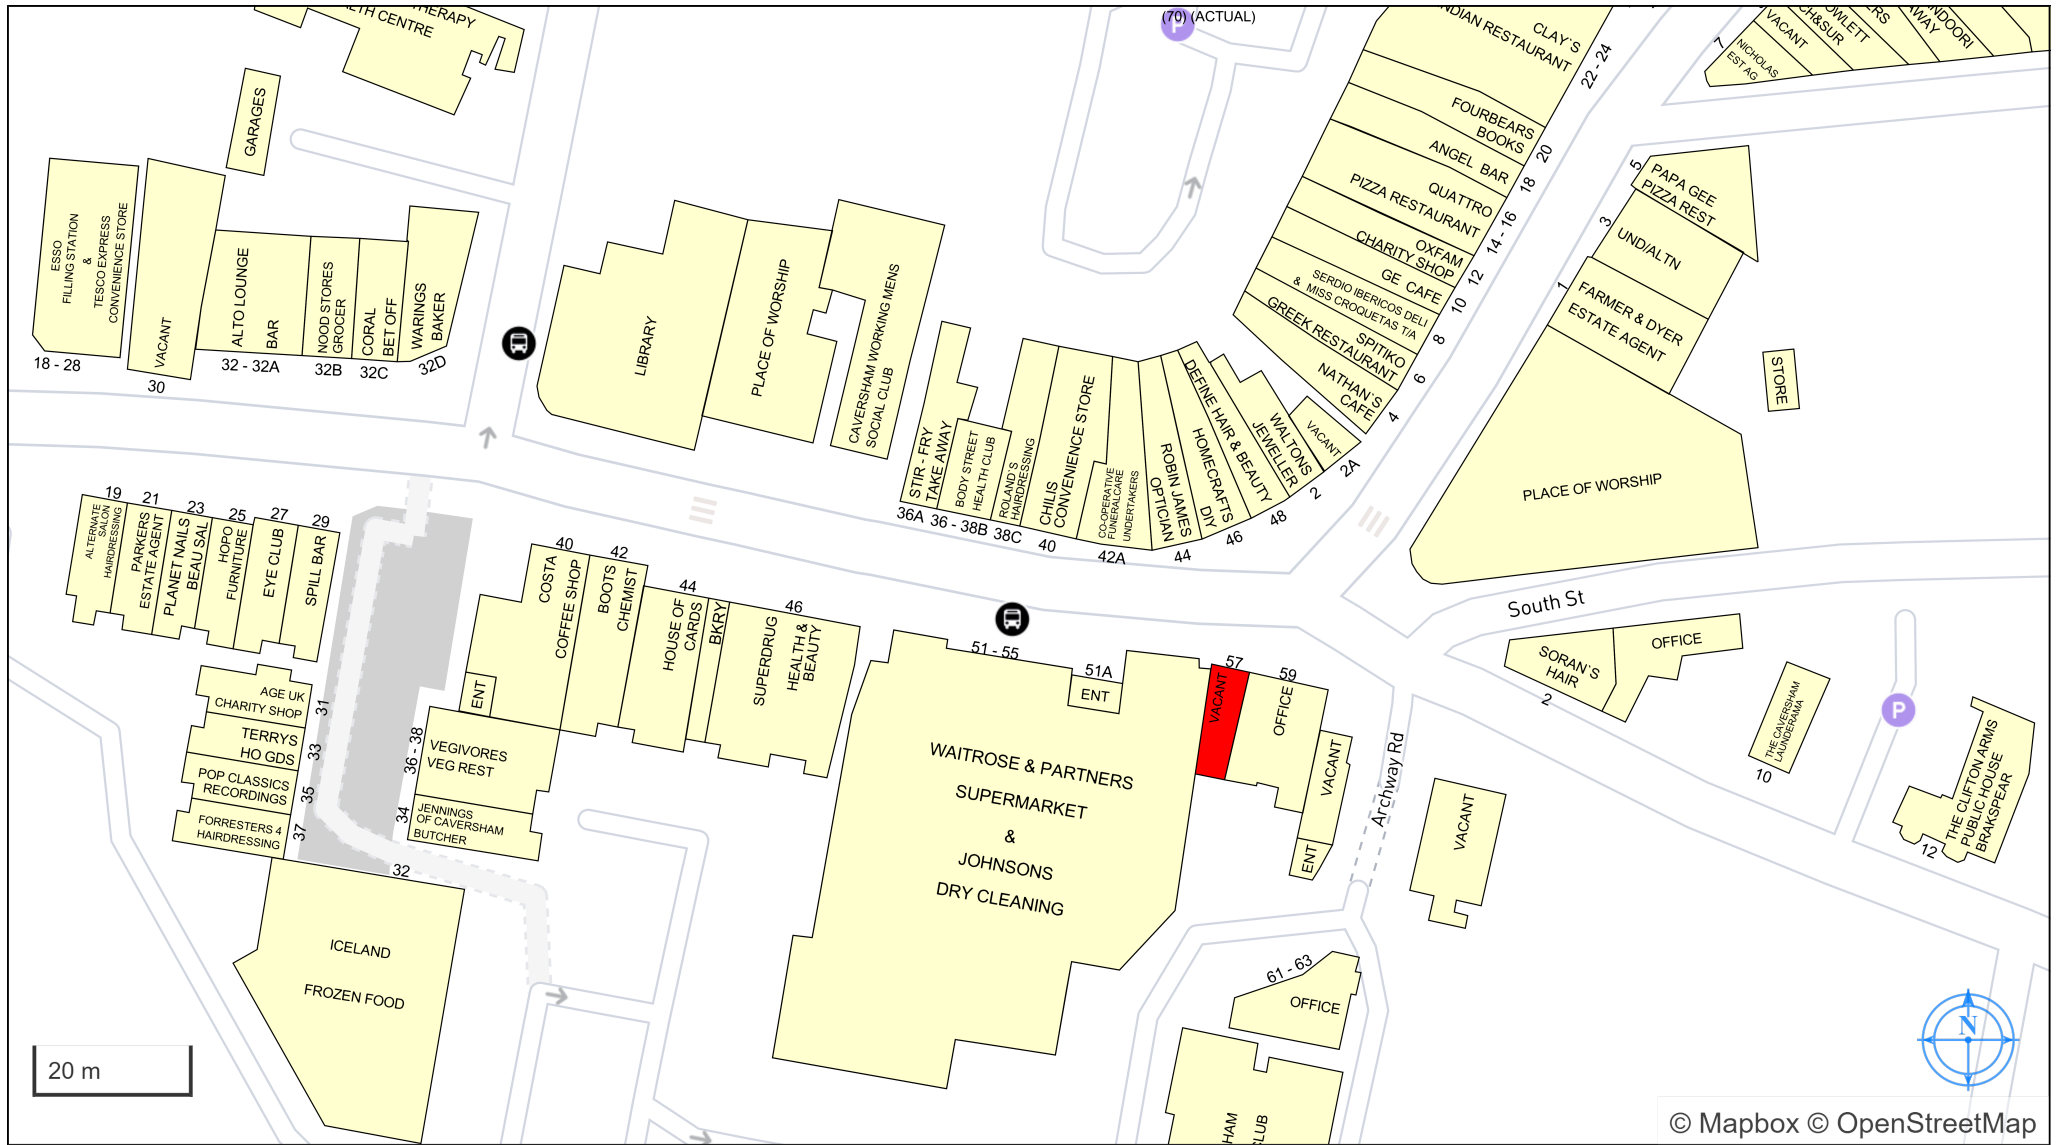 THERAPY
LTH CENTRE
(70) (ACTUAL)
P
NDIAN RESTAURANT
CLAY`S
22 - 24
7
NICHOLAS
EST AG
VACANT
CH&SUR
OWLETT
ERS
AWAY
NDOORI
GARAGES
FOURBEARS
BOOKS
20
ANGEL BAR
18
QUATTRO
PIZZA RESTAURANT
14 - 16
OXFAM
CHARITY SHOP
12
GE CAFE
10
SERDIO IBERICOS DELI
& MISS CROQUETAS T/A
8
SPITIKO
GREEK RESTAURANT
6
NATHAN`S
CAFE
4
5
PAPA GEE
PIZZA REST
3
UND/ALTN
1
FARMER & DYER
ESTATE AGENT
STORE
PLACE OF WORSHIP
ESSO
FILLING STATION
&
TESCO EXPRESS
CONVENIENCE STORE
18 - 28
VACANT
30
ALTO LOUNGE
BAR
32 - 32A
NOOD STORES
GROCER
32B
CORAL
BET OFF
32C
WARINGS
BAKER
32D
LIBRARY
PLACE OF WORSHIP
CAVERSHAM WORKING MENS
SOCIAL CLUB
STIR - FRY
TAKE AWAY
36A
BODY STREET
HEALTH CLUB
36 - 38B
ROLAND`S
HAIRDRESSING
38C
CHILIS
CONVENIENCE STORE
40
CO-OPERATIVE
FUNERALCARE
UNDERTAKERS
42A
ROBIN JAMES
OPTICIAN
44
HOMECRAFTS
DIY
46
DEFINE HAIR & BEAUTY
48
WALTONS
JEWELLER
2
VACANT
2A
19
ALTERNATE
SALON
HAIRDRESSING
21
PARKERS
ESTATE AGENT
23
PLANET NAILS
BEAU SAL
25
HOPO
FURNITURE
27
EYE CLUB
29
SPILL BAR
AGE UK
CHARITY SHOP
31
TERRYS
HO GDS
33
POP CLASSICS
RECORDINGS
35
FORRESTERS 4
HAIRDRESSING
37
32
ICELAND
FROZEN FOOD
40
COSTA
COFFEE SHOP
ENT
42
BOOTS
CHEMIST
44
HOUSE OF
CARDS
BKRY
46
SUPERDRUG
HEALTH &
BEAUTY
36 - 38
VEGIVORES
VEG REST
34
JENNINGS
OF CAVERSHAM
BUTCHER
51 - 55
51A
ENT
WAITROSE & PARTNERS
SUPERMARKET
&
JOHNSONS
DRY CLEANING
57
VACANT
59
OFFICE
VACANT
ENT
Archway Rd
South St
SORAN`S
HAIR
2
OFFICE
THE CAVERSHAM
LAUNDERAMA
10
P
THE CLIFTON ARMS
PUBLIC HOUSE
BRAKSPEAR
12
VACANT
61 - 63
OFFICE
HAM
LUB
20 m
N
© Mapbox © OpenStreetMap